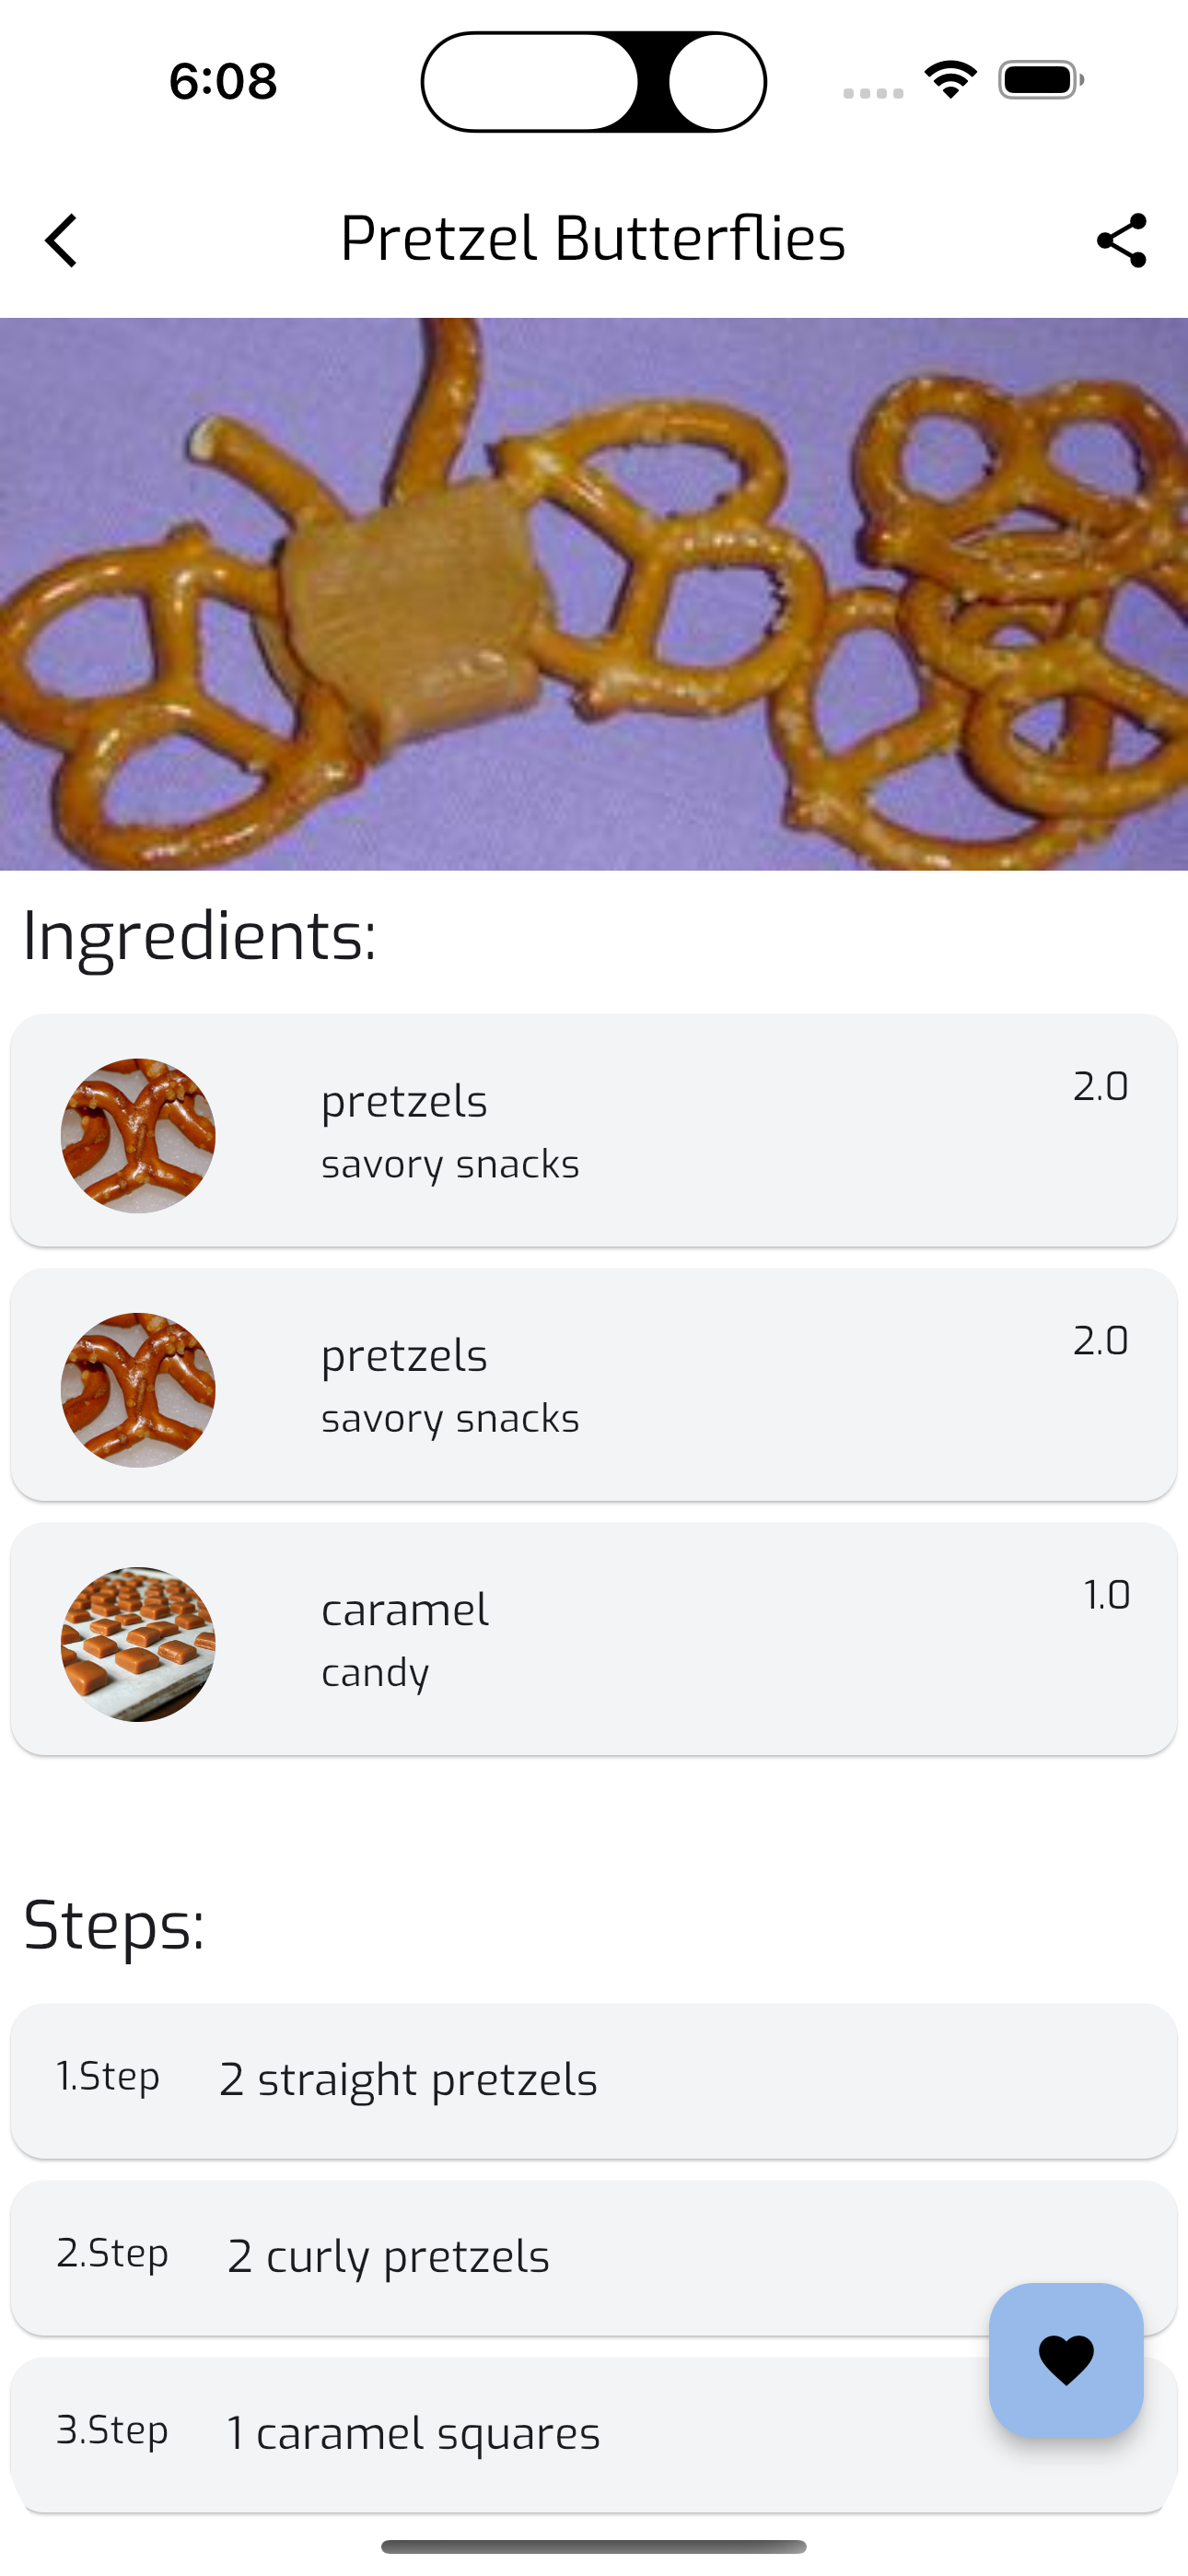 6:08
Pretzel Butterflies
Ingredients:
pretzels
2.0
savory snacks
pretzels
2.0
savory snacks
caramel
1.0
candy
Steps:
1.Step 2 straight pretzels
2.Step 2 curly pretzels
3.Step 1 caramel squares